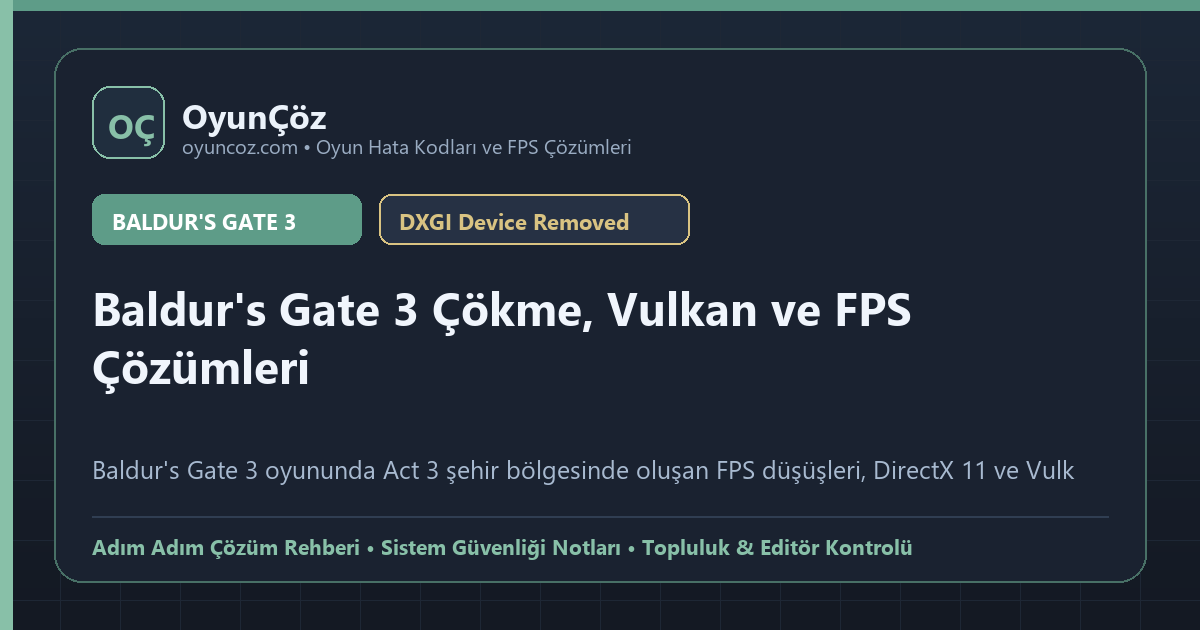 OÇ
OyunÇöz
oyuncoz.com • Oyun Hata Kodları ve FPS Çözümleri
BALDUR'S GATE 3
DXGI Device Removed
Baldur's Gate 3 Çökme, Vulkan ve FPS
Çözümleri
Baldur's Gate 3 oyununda Act 3 şehir bölgesinde oluşan FPS düşüşleri, DirectX 11 ve Vulk
Adım Adım Çözüm Rehberi • Sistem Güvenliği Notları • Topluluk & Editör Kontrolü